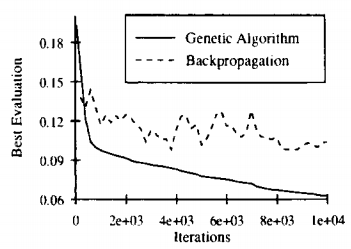 0.18
0.15
0.12
0.09
0.06
Best Evaluation
Genetic Algorithm
Backpropagation
0 2e+03 4e+03 6e+03 8e+03 1e+04
Iterations